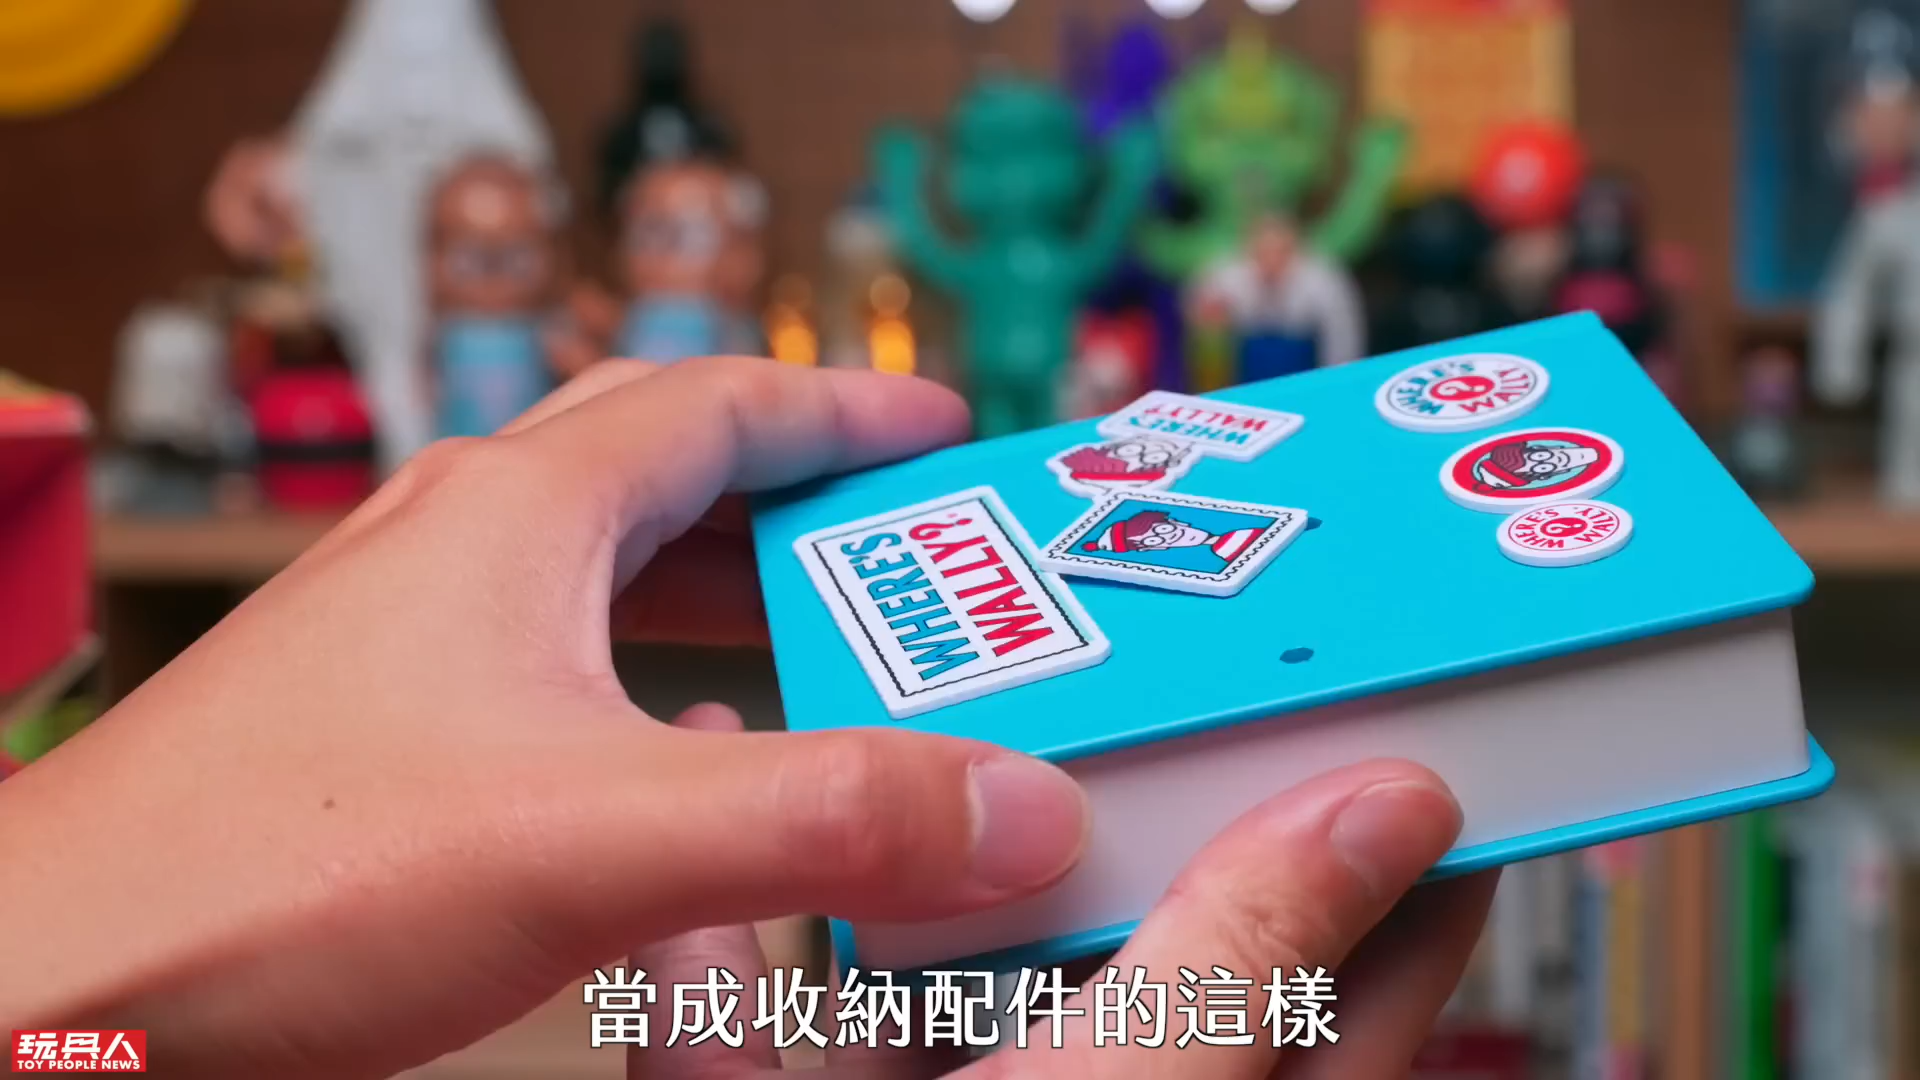 WHERE'S
WALLY?
WHERE'S
WALLY?
WHERE'S
WALLY
?
WHERE'S
WALLY.
?
當成收納配件的這樣
玩具人
TOY PEOPLE NEWS